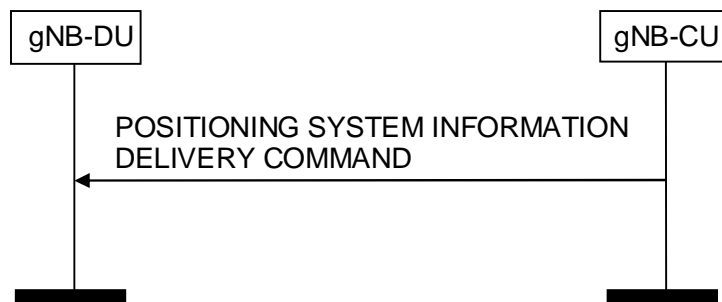 gNB-DU
gNB-CU
POSITIONING SYSTEM INFORMATION
DELIVERY COMMAND